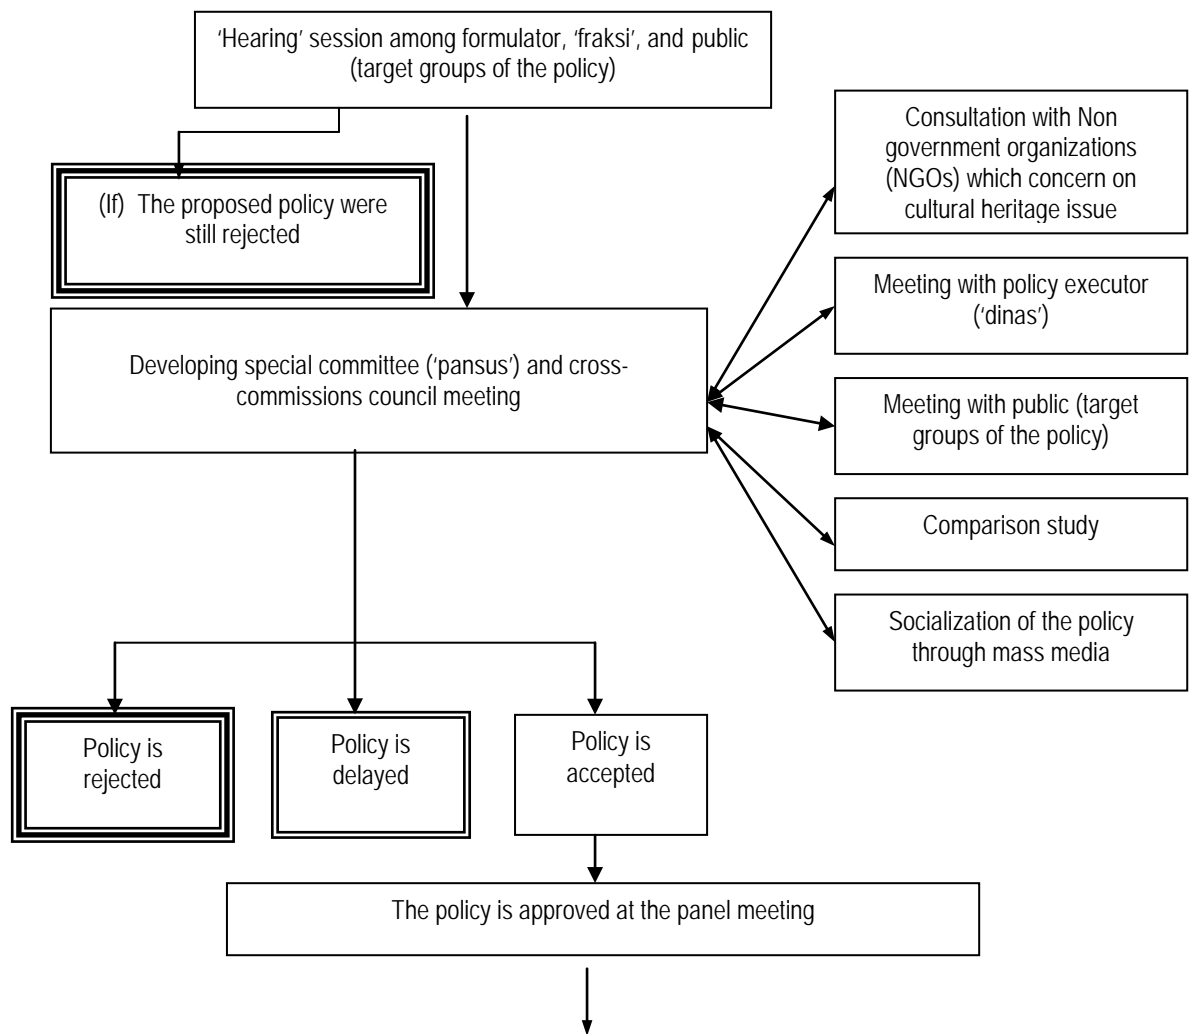 ‘Hearing’ session among formulator, ‘fraksi’, and public
(target groups of the policy)
(If) The proposed policy were
still rejected
Developing special committee (‘pansus’) and cross-
commissions council meeting
Consultation with Non
government organizations
(NGOs) which concern on
cultural heritage issue
Meeting with policy executor
(‘dinas’)
Meeting with public (target
groups of the policy)
Comparison study
Socialization of the policy
through mass media
Policy is
rejected
Policy is
delayed
Policy is
accepted
The policy is approved at the panel meeting